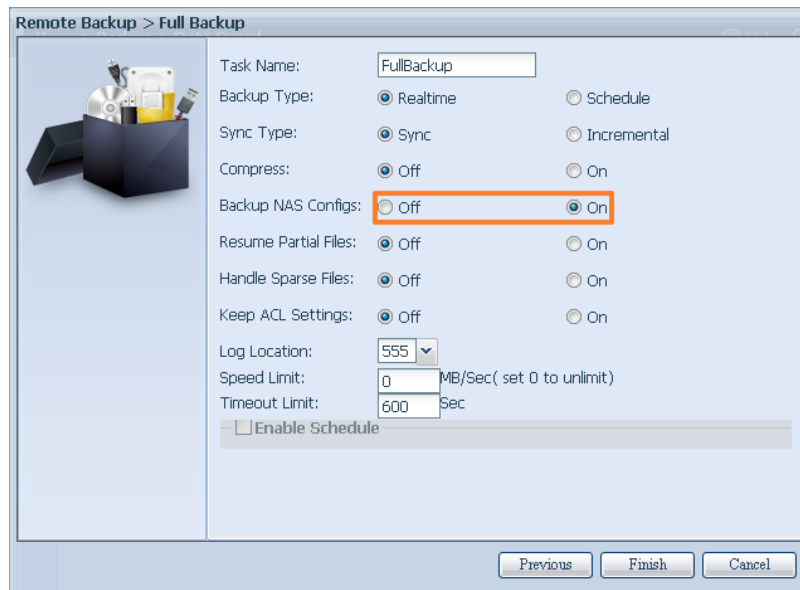 Remote Backup > Full Backup
Task Name: FullBackup
Backup Type: Realtime Schedule
Sync Type: Sync Incremental
Compress: Off On
Backup NAS Configs: Off On
Resume Partial Files: Off On
Handle Sparse Files: Off On
Keep ACL Settings: Off On
Log Location: 555
Speed Limit: 0 MB/Sec( set 0 to unlimit)
Timeout Limit: 600 Sec
Enable Schedule
Previous Finish Cancel